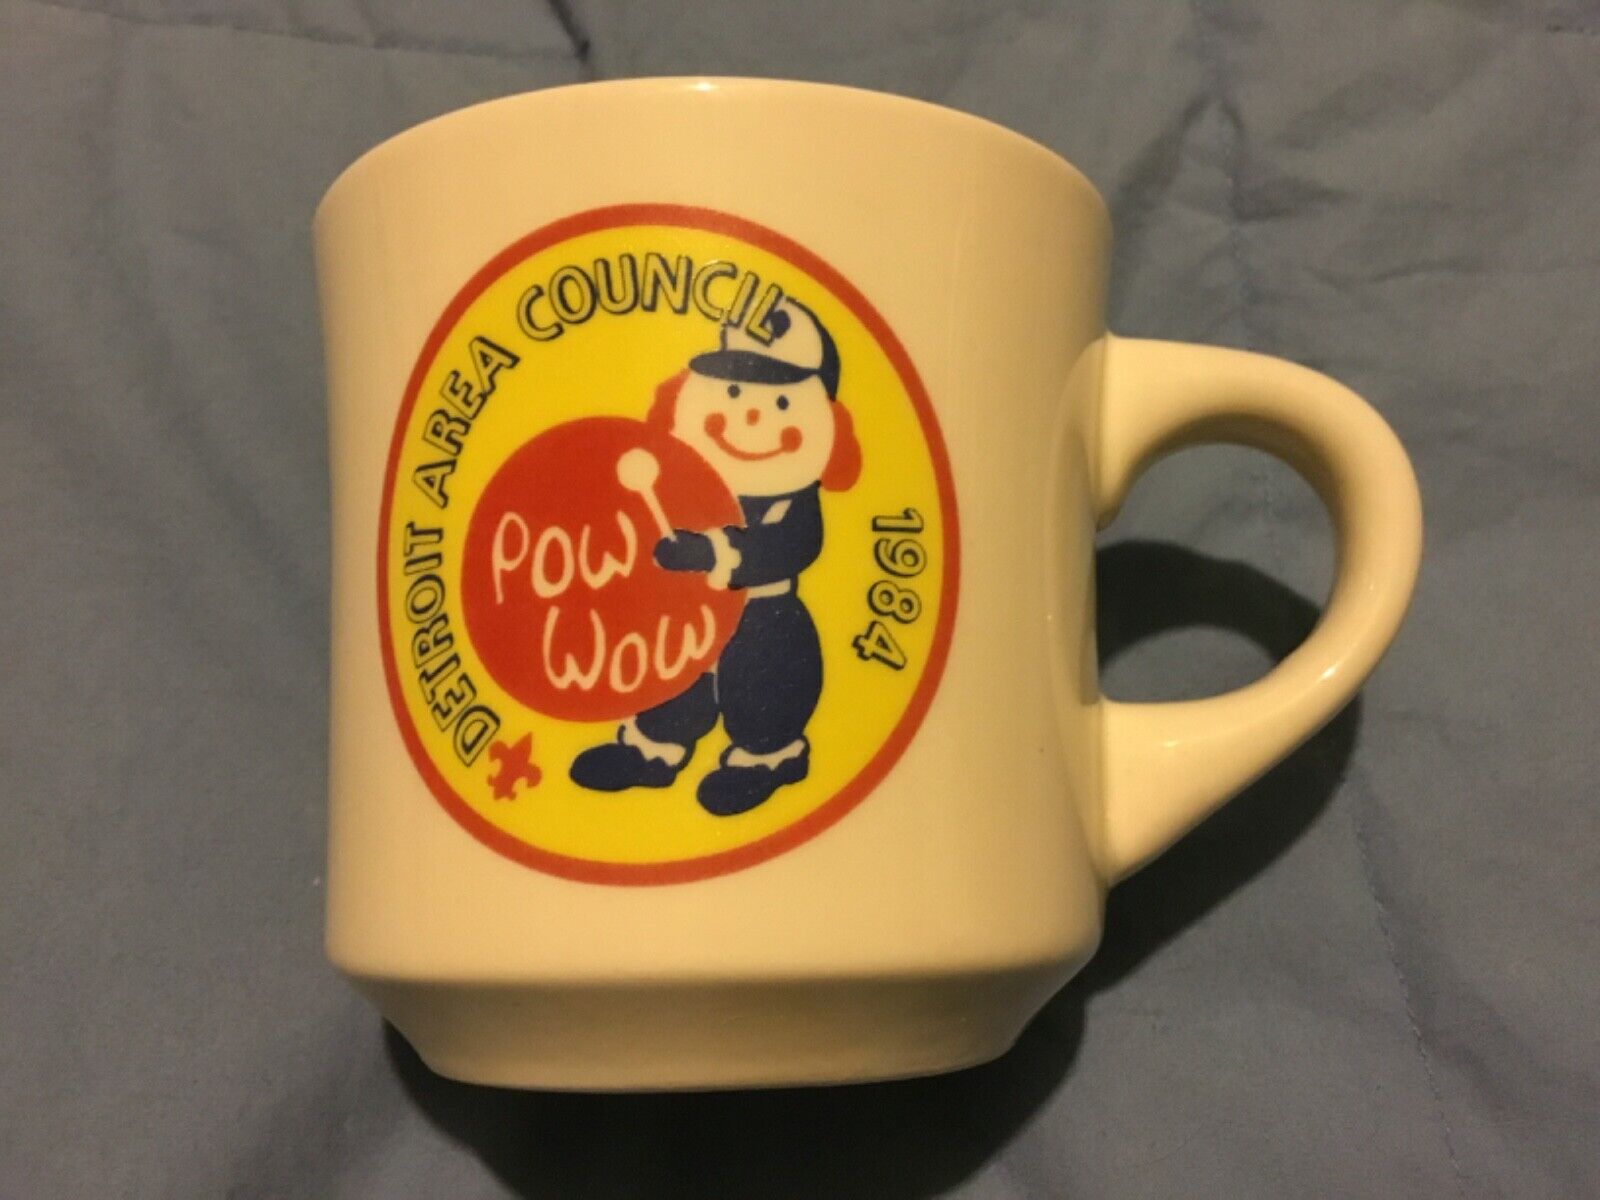 DETROIT AREA COUNCIL
1984
POW
WOW